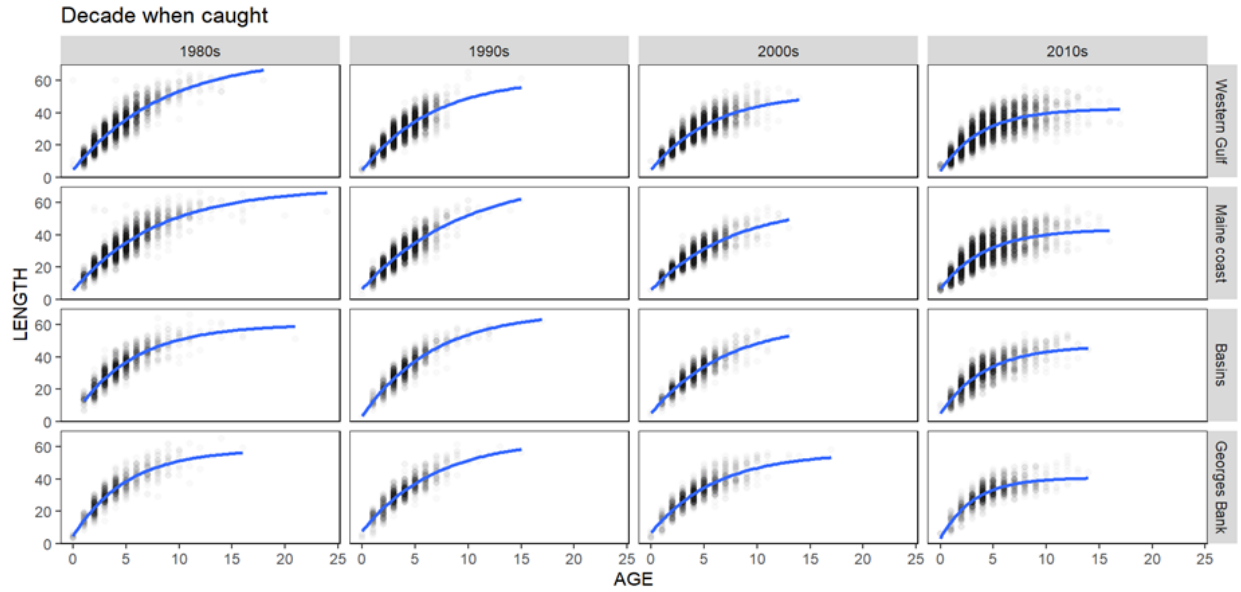 Decade when caught
1980s 1990s 2000s 2010s
60
40
20
0
Western Gulf
60
40
20
0
Maine coast
LENGTH
60
40
20
0
Basins
60
40
20
0
Georges Bank
0 5 10 15 20 25 0 5 10 15 20 25 0 5 10 15 20 25 0 5 10 15 20 25
AGE